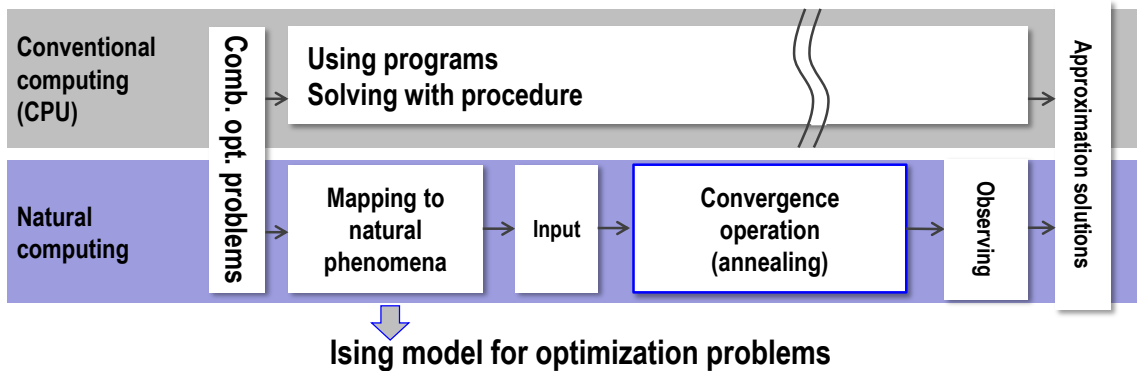 Conventional
computing
(CPU)
Comb. opt. problems
Using programs
Solving with procedure
Approximation solutions
Natural
computing
Mapping to
natural
phenomena
Input
Convergence
operation
(annealing)
Observing
Ising model for optimization problems